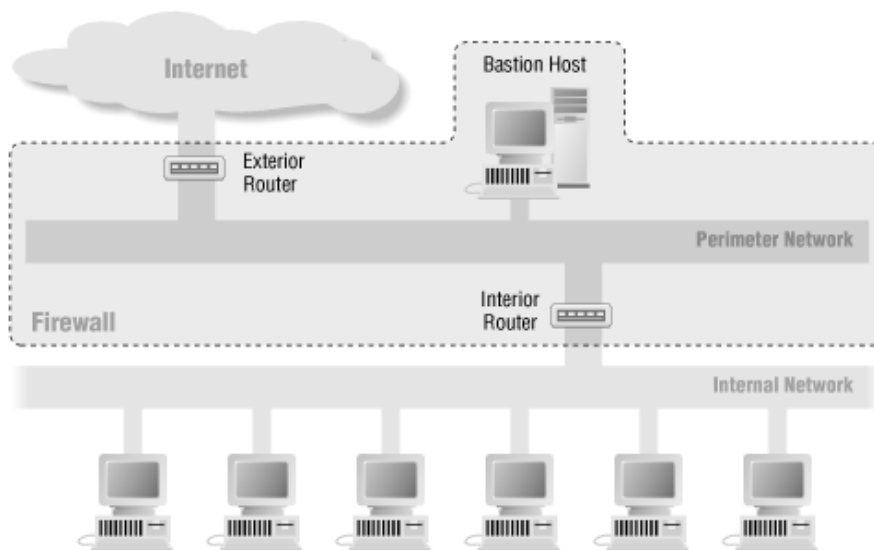 Internet
Bastion Host
Exterior
Router
Perimeter Network
Interior
Router
Firewall
Internal Network